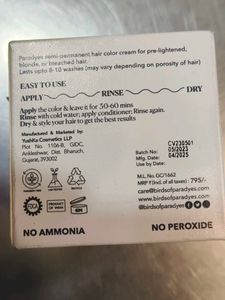 Paradyes semi-permanent hair color cream for pre-lightened,
blonde, or bleached hair.
Lasts upto 8-10 washes (may vary depending on porosity of hair)
EASY TO USE
APPLY RINSE DRY
Apply the color & leave it for 30-60 mins
Rinse with cold water; apply conditioner; Rinse again.
Dry & style your hair to get the best results
Manufactured & Marketed by:
YushKa Cosmetics LLP
Plot No. 1106-B, GIDC,
Ankleshwar, Dist. Bharuch,
Gujarat, 393002
Batch No: CV230501
Mfg. Date 05/2023
Use By 04/2025
M.L. No. GC/1662
MRP ₹ (Incl. of all taxes) : 795/-
care@birdsofparadyes.com
@birdsofparadyes
FDCA
NO AMMONIA NO PEROXIDE